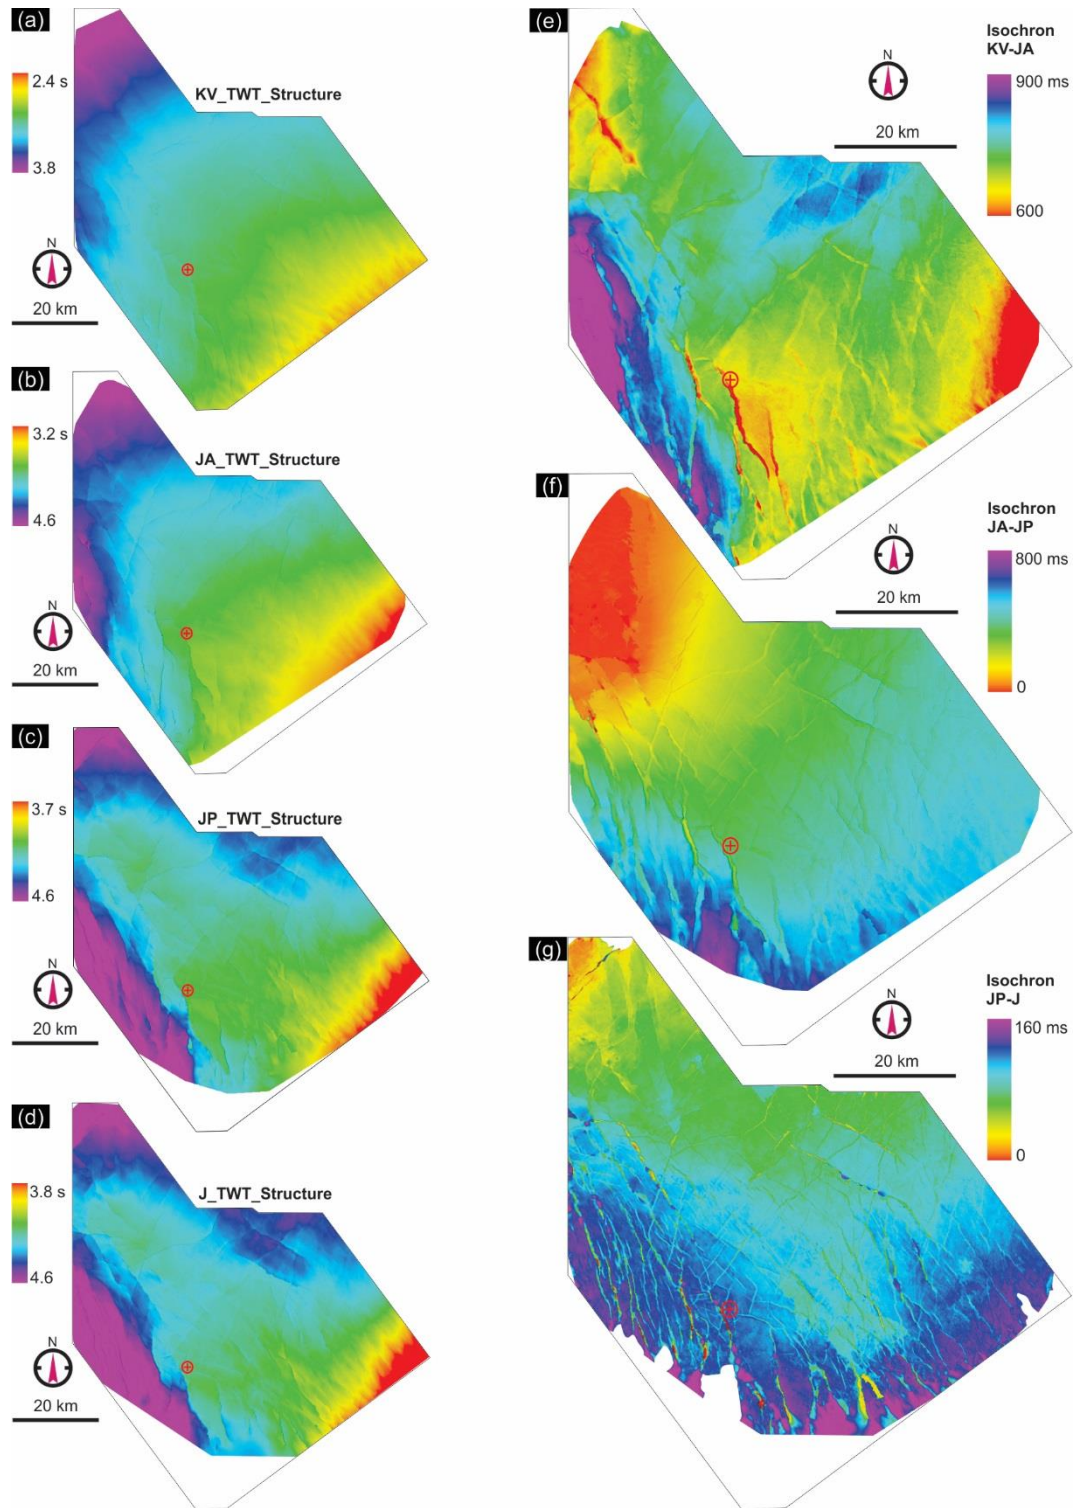 (a)
2.4 s
3.8
KV_TWT_Structure
N
20 km
(b)
3.2 s
4.6
JA_TWT_Structure
N
20 km
(c)
3.7 s
4.6
JP_TWT_Structure
N
20 km
(d)
3.8 s
4.6
J_TWT_Structure
N
20 km
(e)
N
20 km
Isochron
KV-JA
900 ms
600
(f)
N
20 km
Isochron
JA-JP
800 ms
0
(g)
N
20 km
Isochron
JP-J
160 ms
0